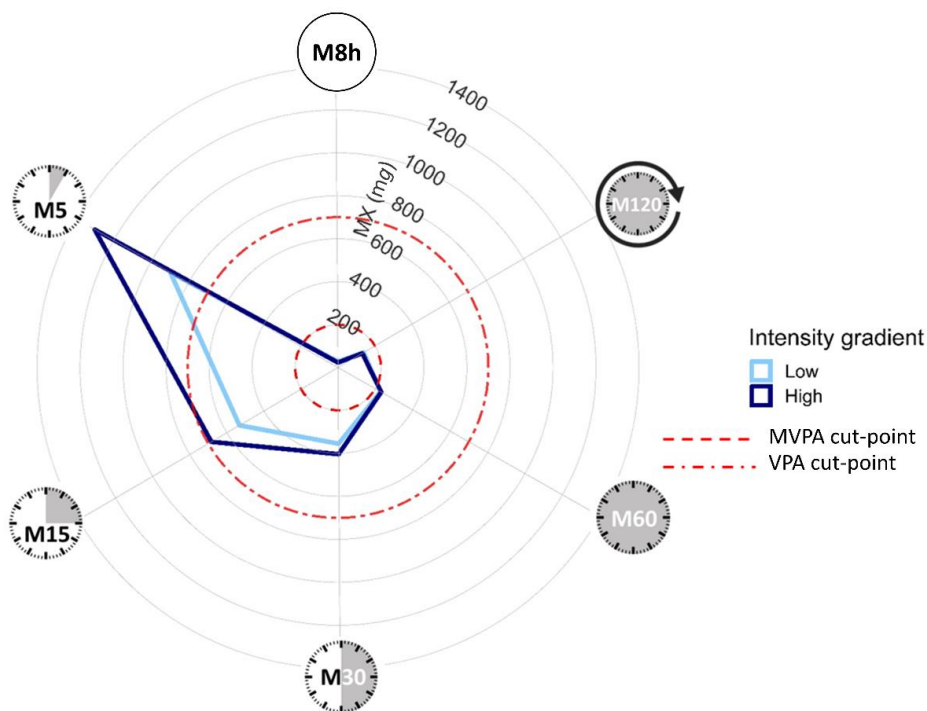 M8h
1400
1200
1000
800
600
400
200
MX (mg)
M5
M120
Intensity gradient
Low
High
MVPA cut-point
VPA cut-point
M15
M60
M30